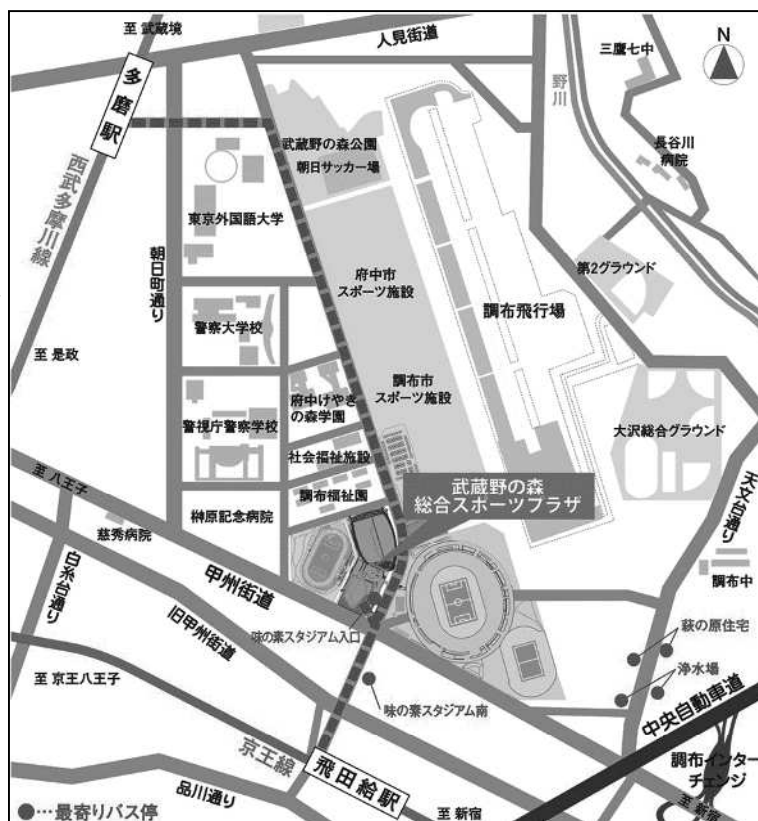 至 武蔵境
人見街道
三鷹七中
N
多磨駅
野川
武蔵野の森公園
朝日サッカー場
長谷川
病院
西武多摩川線
東京外国語大学
朝日町通り
府中市
スポーツ施設
第2グラウンド
調布飛行場
警察大学校
至 是政
調布市
スポーツ施設
府中けやき
の森学園
警視庁警察学校
大沢総合グラウンド
社会福祉施設
至 八王子
武蔵野の森
総合スポーツプラザ
調布福祉園
榊原記念病院
天文台通り
慈秀病院
白糸台通り
甲州街道
調布中
旧甲州街道
味の素スタジアム入口
萩の原住宅
至 京王八王子
浄水場
味の素スタジアム南
中央自動車道
京王線
飛田給駅
調布インター
チェンジ
品川通り
至 新宿
至 新宿
●…最寄りバス停